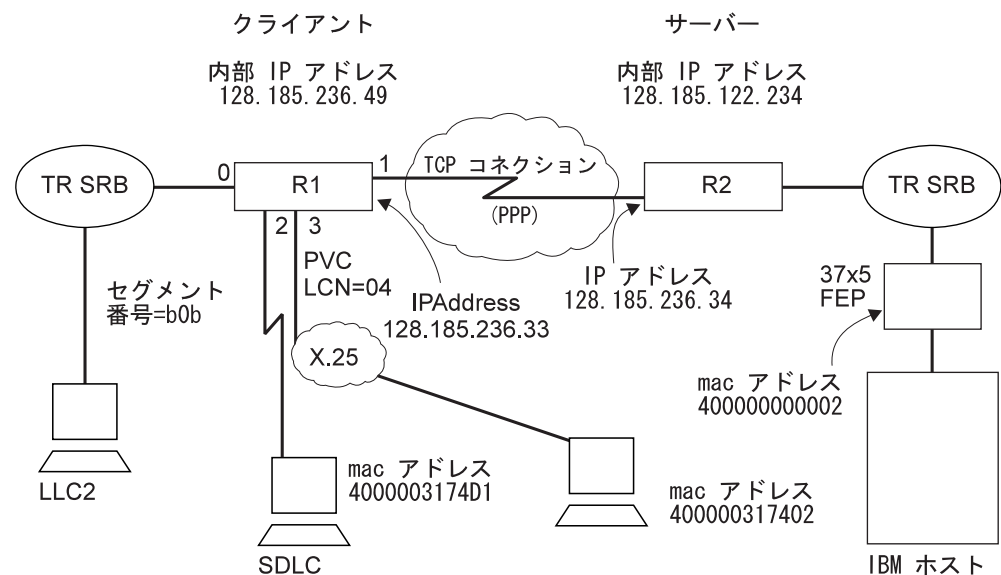 クライアント
サーバー
内部 IP アドレス
128.185.236.49
内部 IP アドレス
128.185.122.234
TR SRB
0
R1
1
TCP コネクション
(PPP)
R2
TR SRB
2
3
PVC
LCN=04
IPAddress
128.185.236.33
IP アドレス
128.185.236.34
37x5
FEP
セグメント
番号=b0b
X.25
mac アドレス
400000000002
LLC2
mac アドレス
4000003174D1
SDLC
mac アドレス
400000317402
IBM ホスト